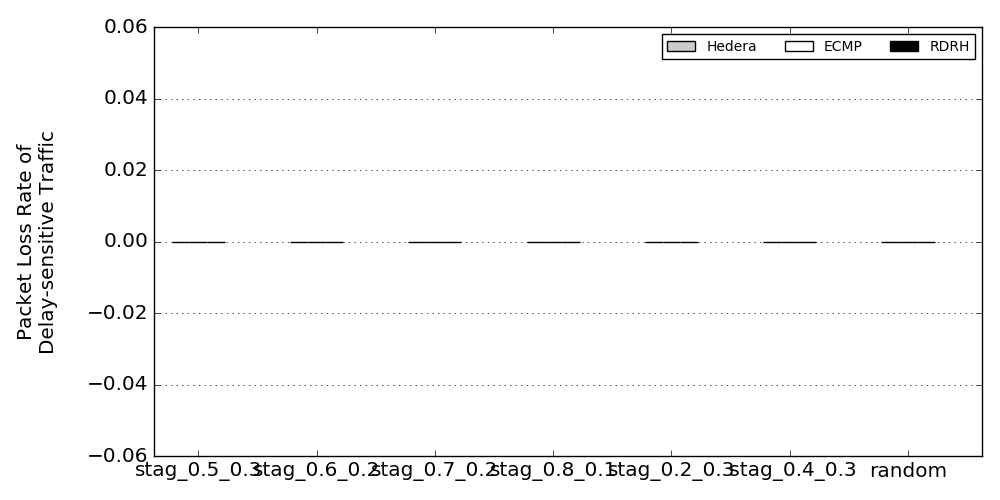 0.06
Hedera ECMP RDRH
0.04
0.02
0.00
−0.02
−0.04
−0.06
Packet Loss Rate of
Delay-sensitive Traffic
stag_0.5_0.3 stag_0.6_0.2 stag_0.7_0.2 stag_0.8_0.1 stag_0.2_0.3 stag_0.4_0.3 random